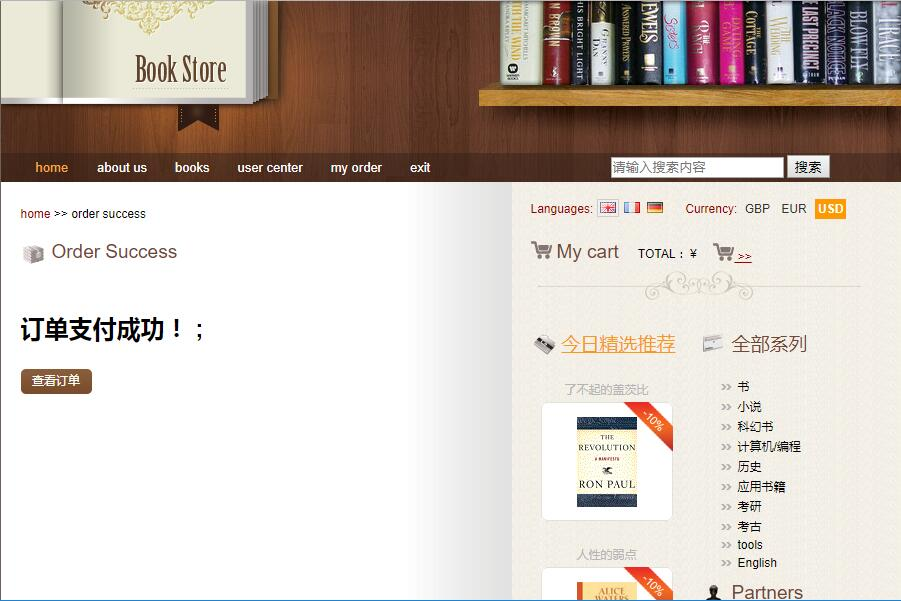 Book Store
home about us books user center my order exit
请输入搜索内容 搜索
home >> order success
Order Success
订单支付成功！;
查看订单
Languages: Currency: GBP EUR USD
My cart TOTAL：¥ >>
今日精选推荐
了不起的盖茨比
-10%
THE
REVOLUTION
A MANIFESTO
RON PAUL
人性的弱点
-10%
ALICE
WATERS
全部系列
书
小说
科幻书
计算机/编程
历史
应用书籍
考研
考古
tools
English
Partners